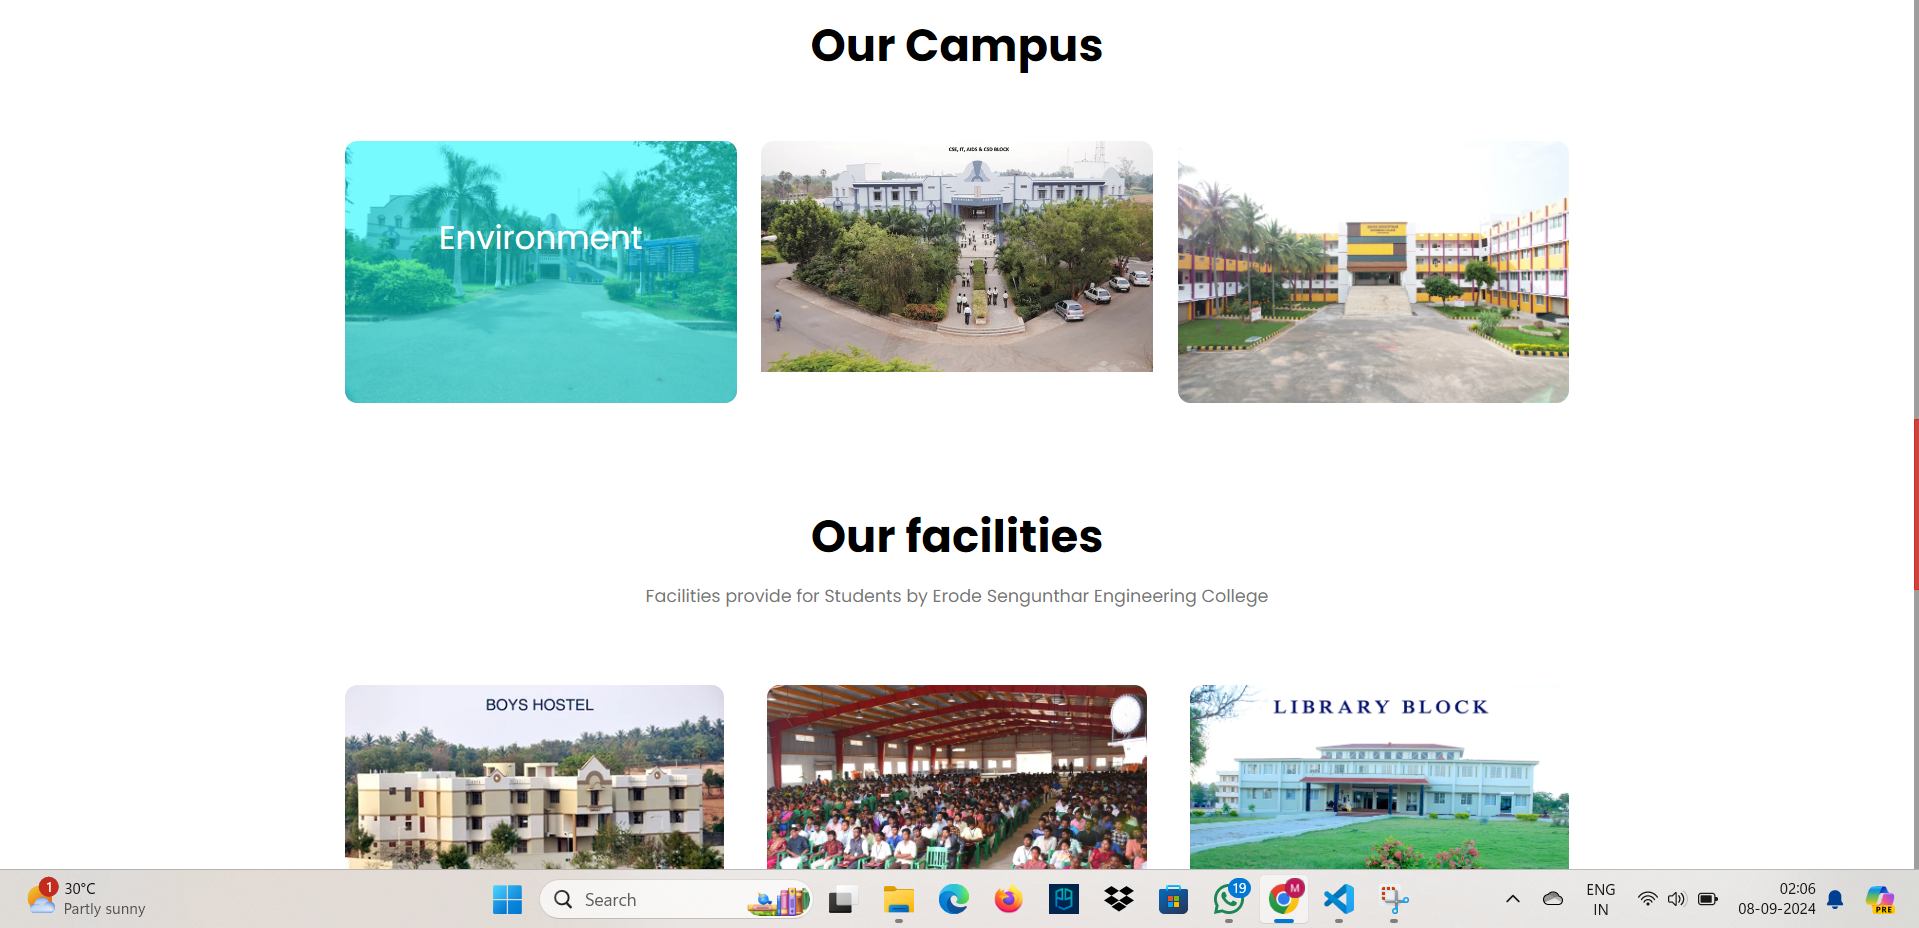 Our Campus
CSE, IT, AIDS & CSD BLOCK
Environment
Our facilities
Facilities provide for Students by Erode Sengunthar Engineering College
BOYS HOSTEL
LIBRARY BLOCK
1
30°C
Partly sunny
Search
19
M
ENG
IN
02:06
08-09-2024
PRE